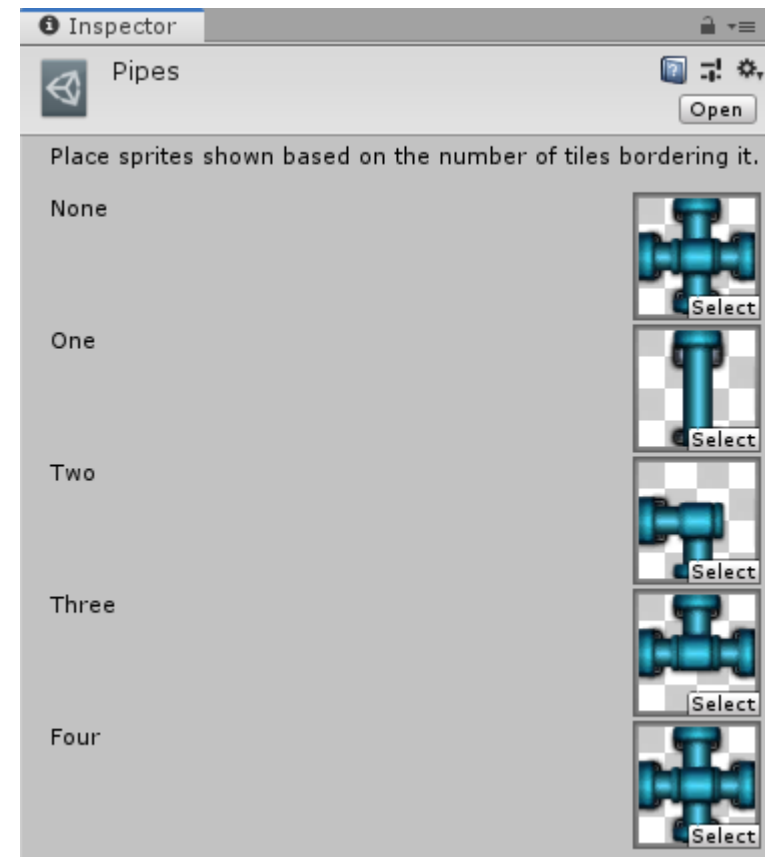 Inspector
Pipes
Open
Place sprites shown based on the number of tiles bordering it.
None
Select
One
Select
Two
Select
Three
Select
Four
Select